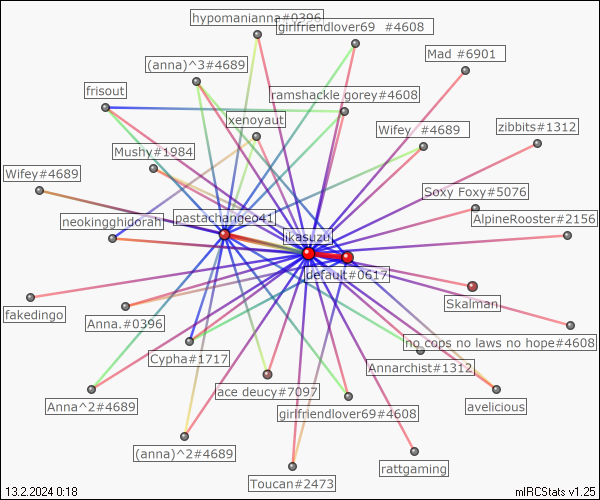 hypomanianna#0396
girlfriendlover69 #4608
Mad #6901
(anna)^3#4689
frisout
ramshackle gorey#4608
xenoyaut
Wifey #4689
zibbits#1312
Mushy#1984
Wifey#4689
Soxy Foxy#5076
pastachangeo41
AlpineRooster#2156
neokingghidorah
ikasuzu
default#0617
Skalman
fakedingo
Anna.#0396
no cops no laws no hope#4608
Cypha#1717
Annarchist#1312
ace deucy#7097
Anna^2#4689
girlfriendlover69#4608
avelicious
(anna)^2#4689
rattgaming
Toucan#2473
13.2.2024 0:18
mIRCStats v1.25